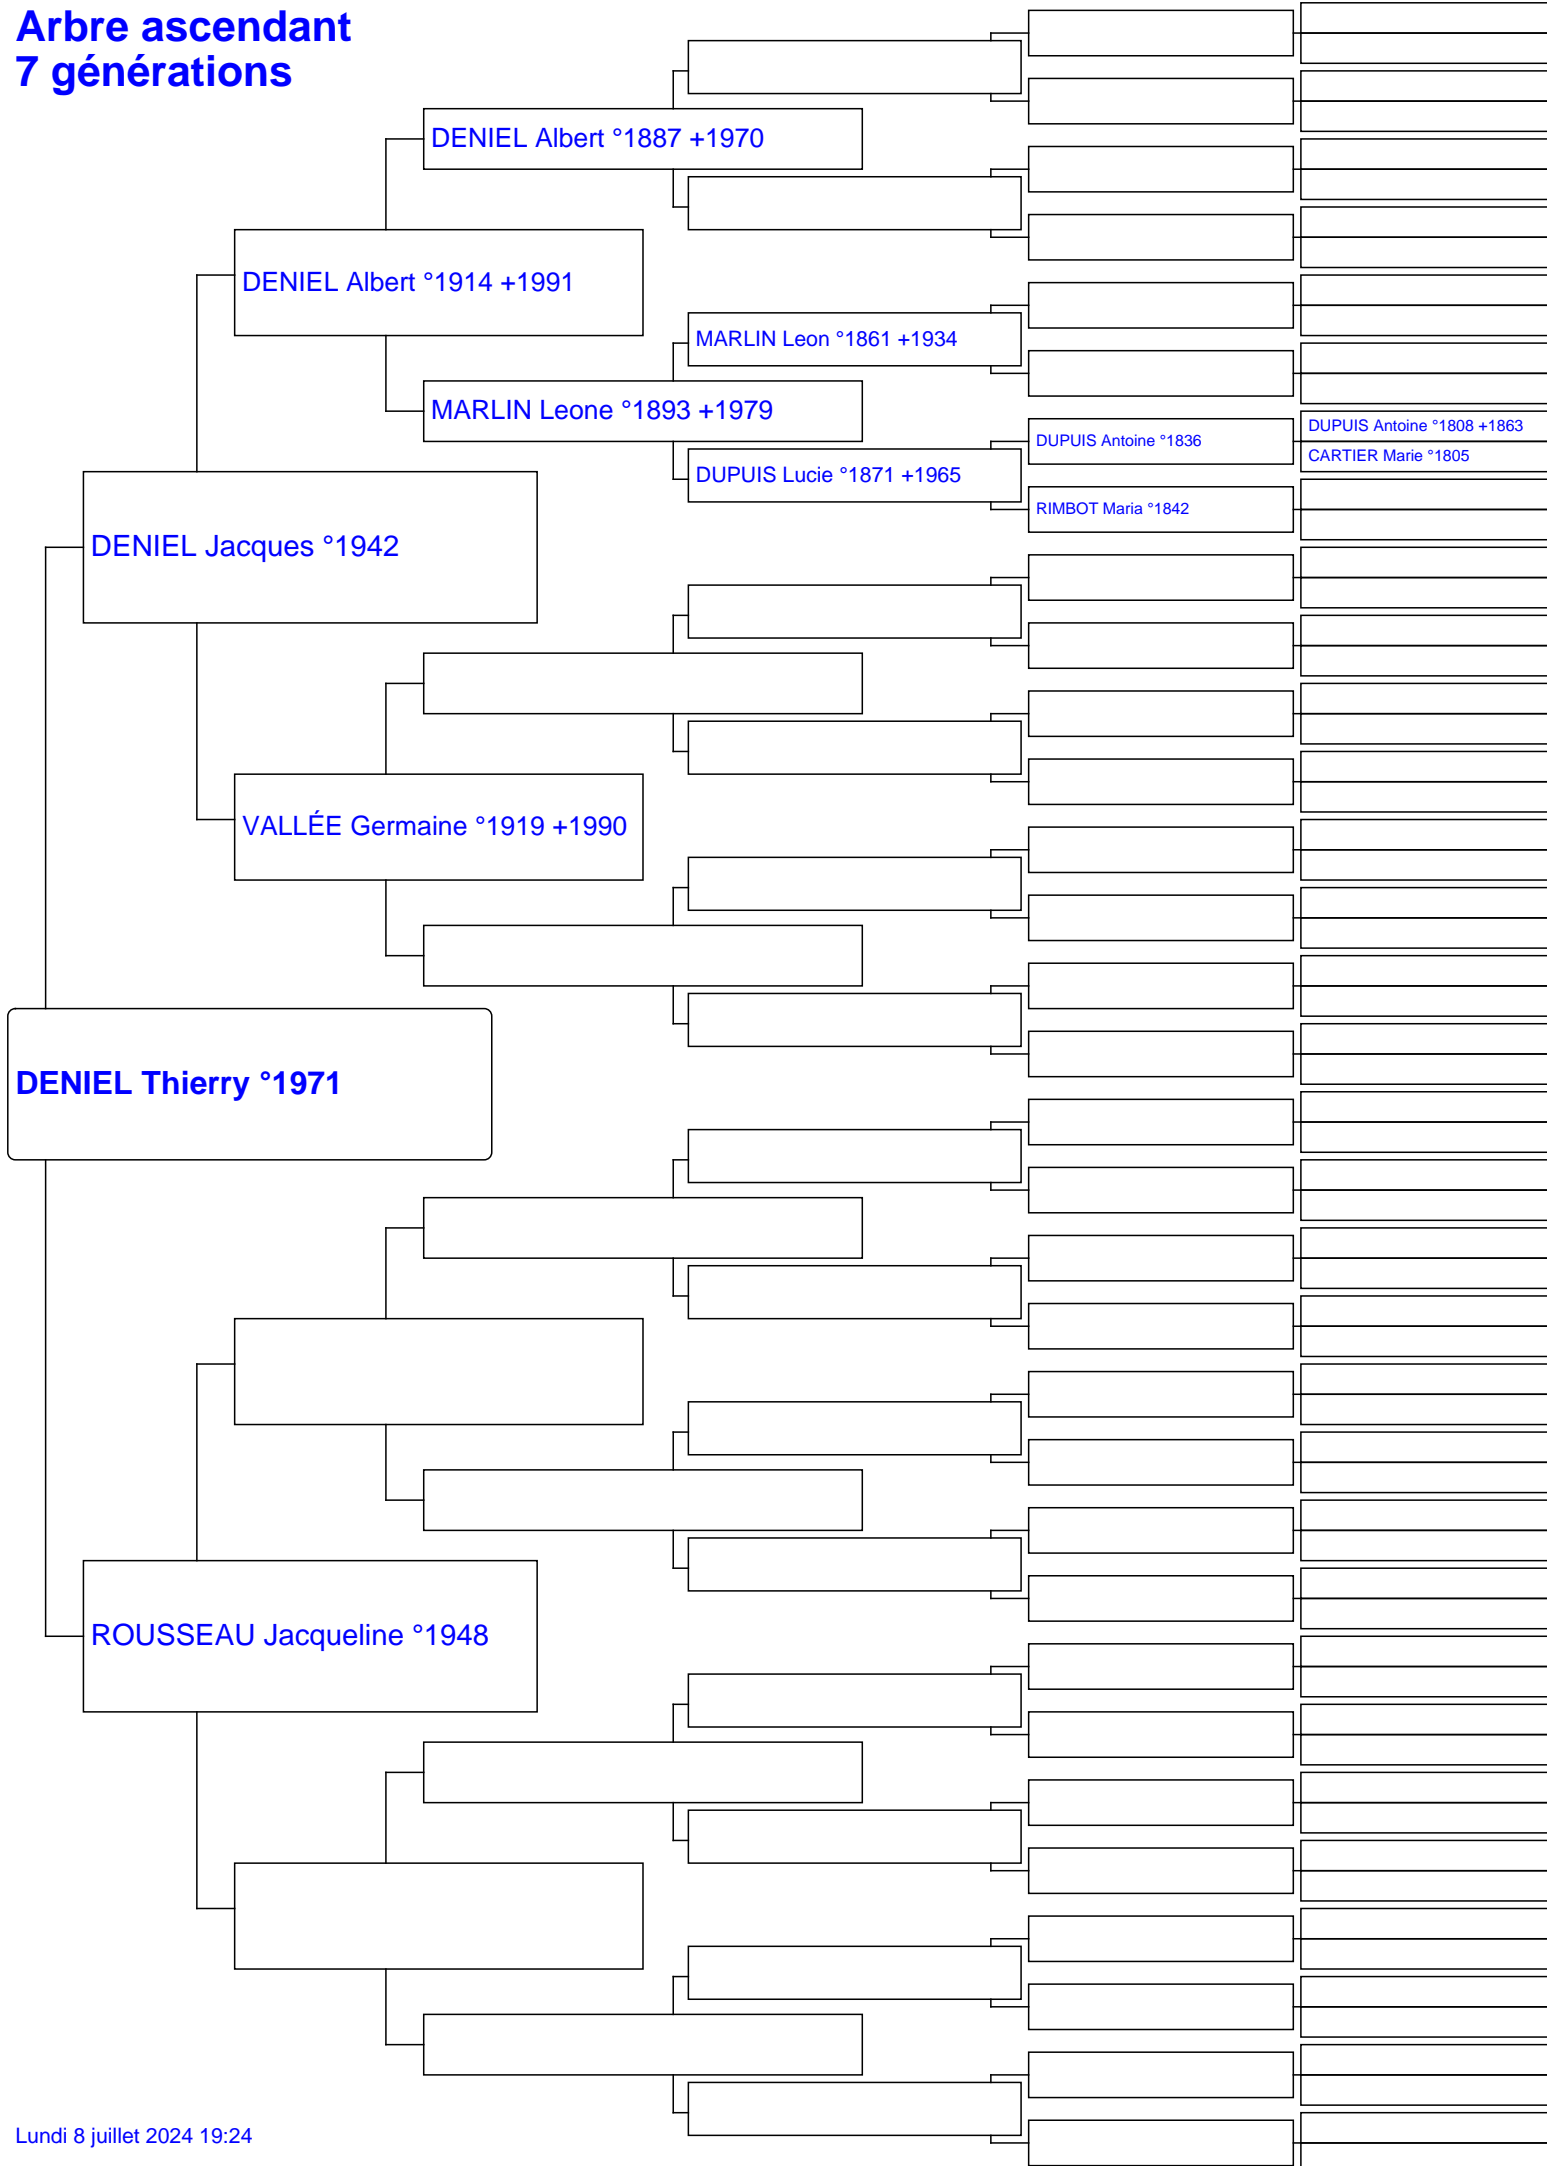 Arbre ascendant
7 générations
DENIEL Albert °1887 +1970
DENIEL Albert °1914 +1991
MARLIN Leon °1861 +1934
MARLIN Leone °1893 +1979
DUPUIS Antoine °1836
DUPUIS Antoine °1808 +1863
CARTIER Marie °1805
DUPUIS Lucie °1871 +1965
RIMBOT Maria °1842
DENIEL Jacques °1942
VALLÉE Germaine °1919 +1990
DENIEL Thierry °1971
ROUSSEAU Jacqueline °1948
Lundi 8 juillet 2024 19:24